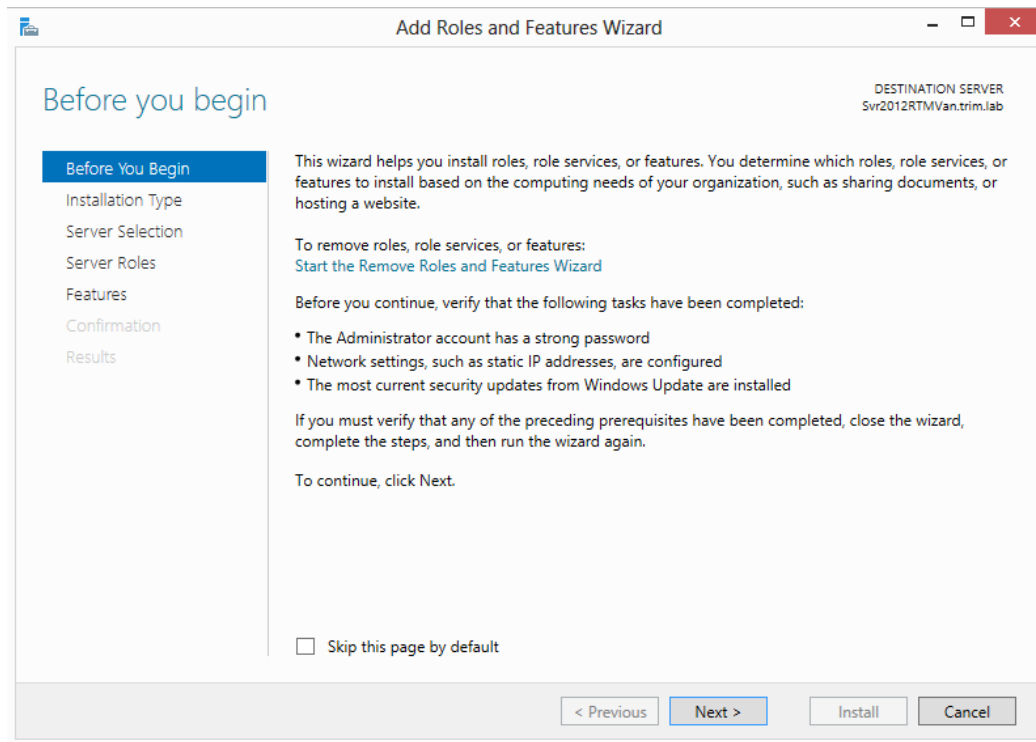 Add Roles and Features Wizard
Before you begin
DESTINATION SERVER
Svr2012RTMVan.trim.lab
Before You Begin
Installation Type
Server Selection
Server Roles
Features
Confirmation
Results
This wizard helps you install roles, role services, or features. You determine which roles, role services, or
features to install based on the computing needs of your organization, such as sharing documents, or
hosting a website.
To remove roles, role services, or features:
Start the Remove Roles and Features Wizard
Before you continue, verify that the following tasks have been completed:
• The Administrator account has a strong password
• Network settings, such as static IP addresses, are configured
• The most current security updates from Windows Update are installed
If you must verify that any of the preceding prerequisites have been completed, close the wizard,
complete the steps, and then run the wizard again.
To continue, click Next.
Skip this page by default
< Previous
Next >
Install
Cancel